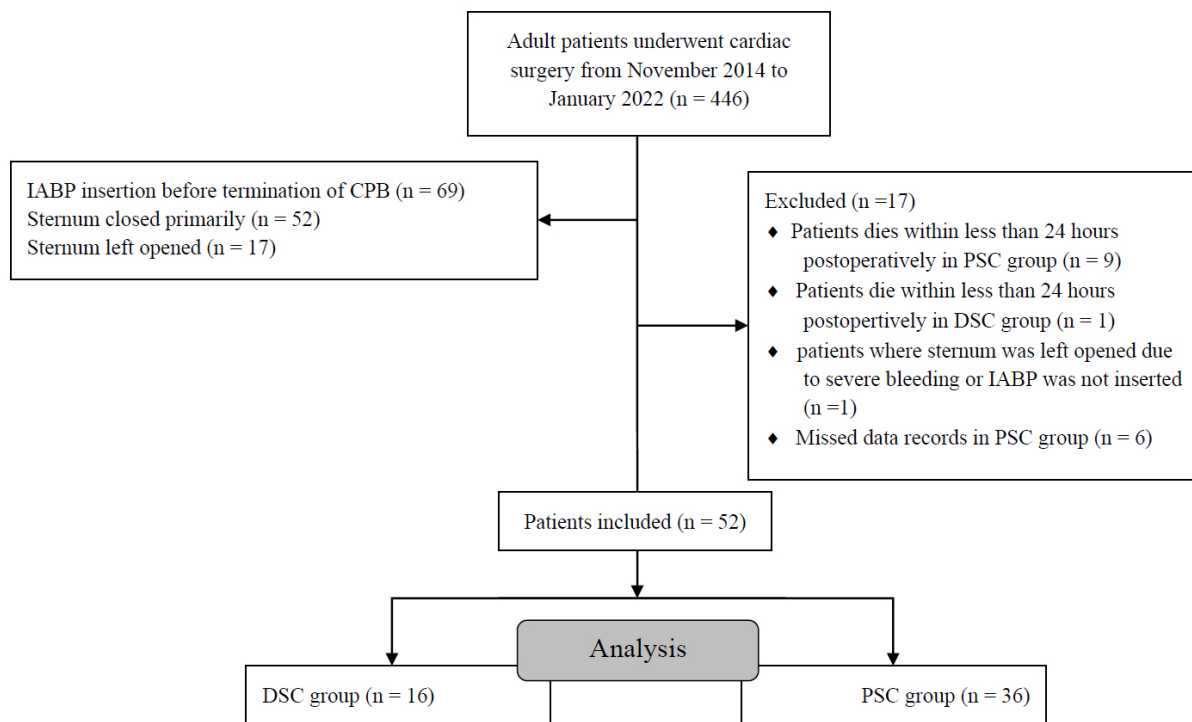 Adult patients underwent cardiac
surgery from November 2014 to
January 2022 (n = 446)
IABP insertion before termination of CPB (n = 69)
Sternum closed primarily (n = 52)
Sternum left opened (n = 17)
Excluded (n =17)
♦ Patients dies within less than 24 hours
postoperatively in PSC group (n = 9)
♦ Patients die within less than 24 hours
postopertively in DSC group (n = 1)
♦ patients where sternum was left opened due
to severe bleeding or IABP was not inserted
(n =1)
♦ Missed data records in PSC group (n = 6)
Patients included (n = 52)
Analysis
DSC group (n = 16)
PSC group (n = 36)